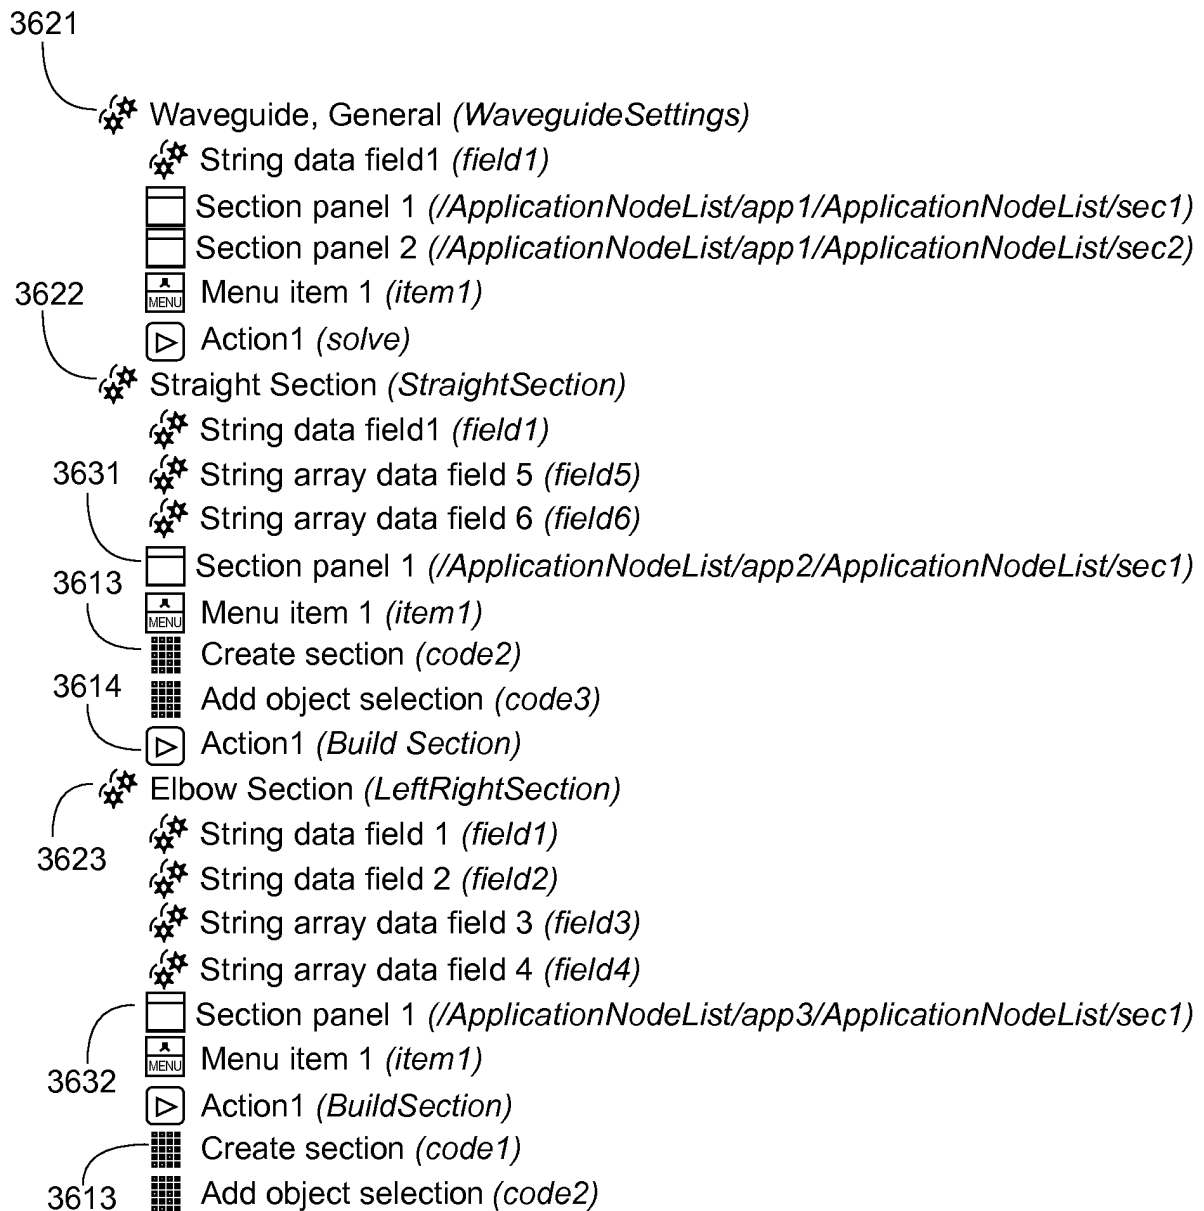 3621
Waveguide, General (WaveguideSettings)
String data field1 (field1)
Section panel 1 (/ApplicationNodeList/app1/ApplicationNodeList/sec1)
Section panel 2 (/ApplicationNodeList/app1/ApplicationNodeList/sec2)
3622
MENU Menu item 1 (item1)
Action1 (solve)
Straight Section (StraightSection)
String data field1 (field1)
3631
String array data field 5 (field5)
String array data field 6 (field6)
Section panel 1 (/ApplicationNodeList/app2/ApplicationNodeList/sec1)
3613
MENU Menu item 1 (item1)
Create section (code2)
3614
Add object selection (code3)
Action1 (Build Section)
Elbow Section (LeftRightSection)
String data field 1 (field1)
3623
String data field 2 (field2)
String array data field 3 (field3)
String array data field 4 (field4)
Section panel 1 (/ApplicationNodeList/app3/ApplicationNodeList/sec1)
MENU Menu item 1 (item1)
3632
Action1 (BuildSection)
Create section (code1)
3613
Add object selection (code2)